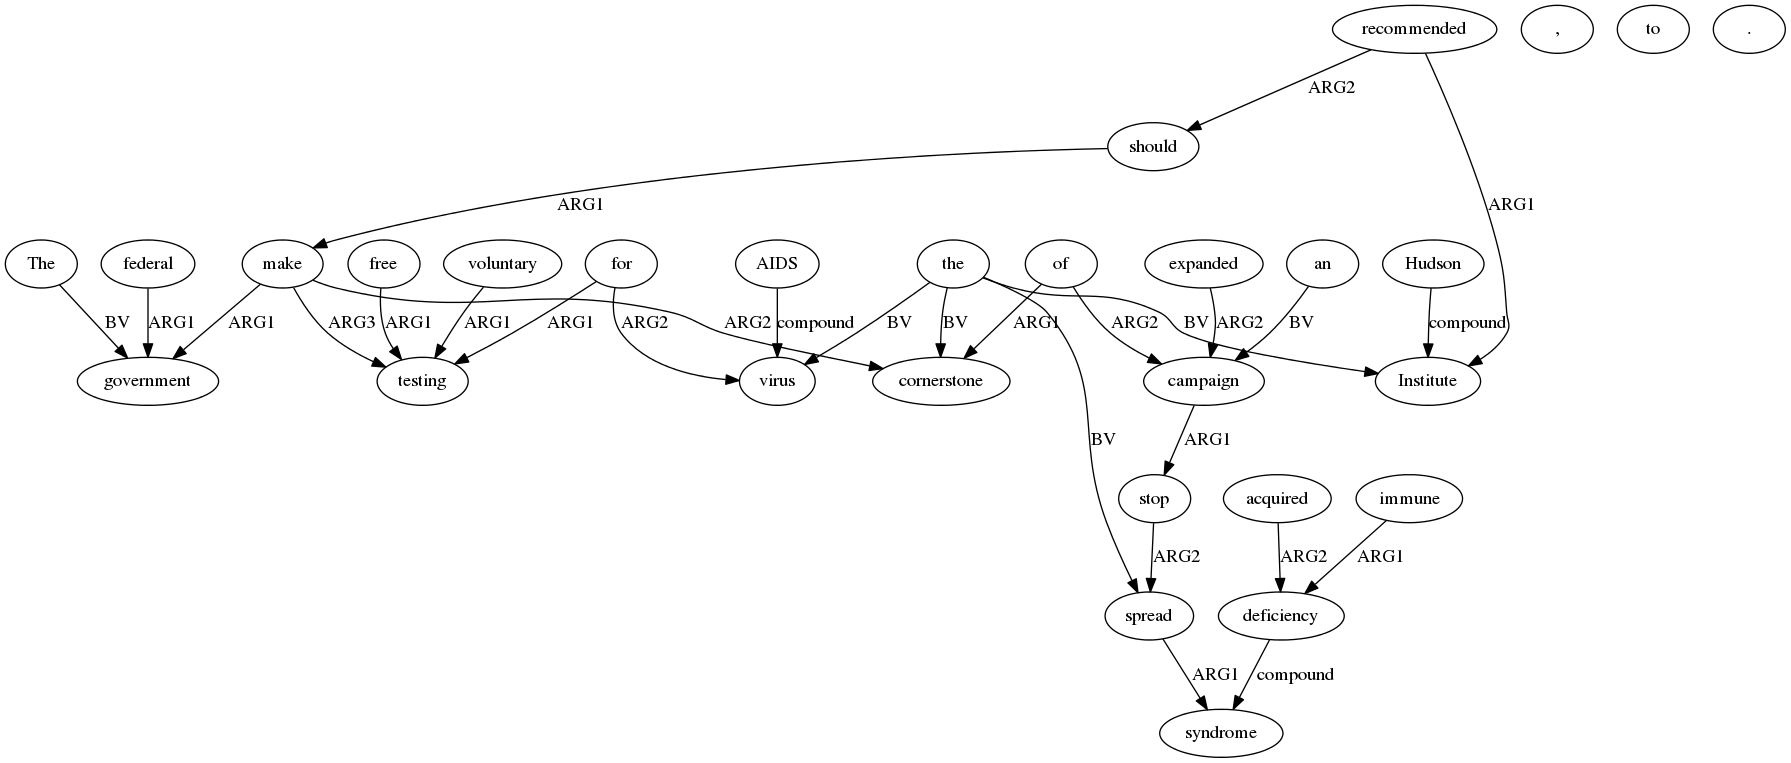 recommended , to .
ARG2
should
ARG1 ARG1
The federal make free voluntary for AIDS the of expanded an Hudson
BV ARG1 ARG1 ARG3 ARG1 ARG1 ARG1 ARG2 ARG2 compound BV BV ARG1 ARG2 BV ARG2 BV compound
government testing virus cornerstone campaign Institute
BV ARG1
stop acquired immune
ARG2 ARG2 ARG1
spread deficiency
ARG1 compound
syndrome